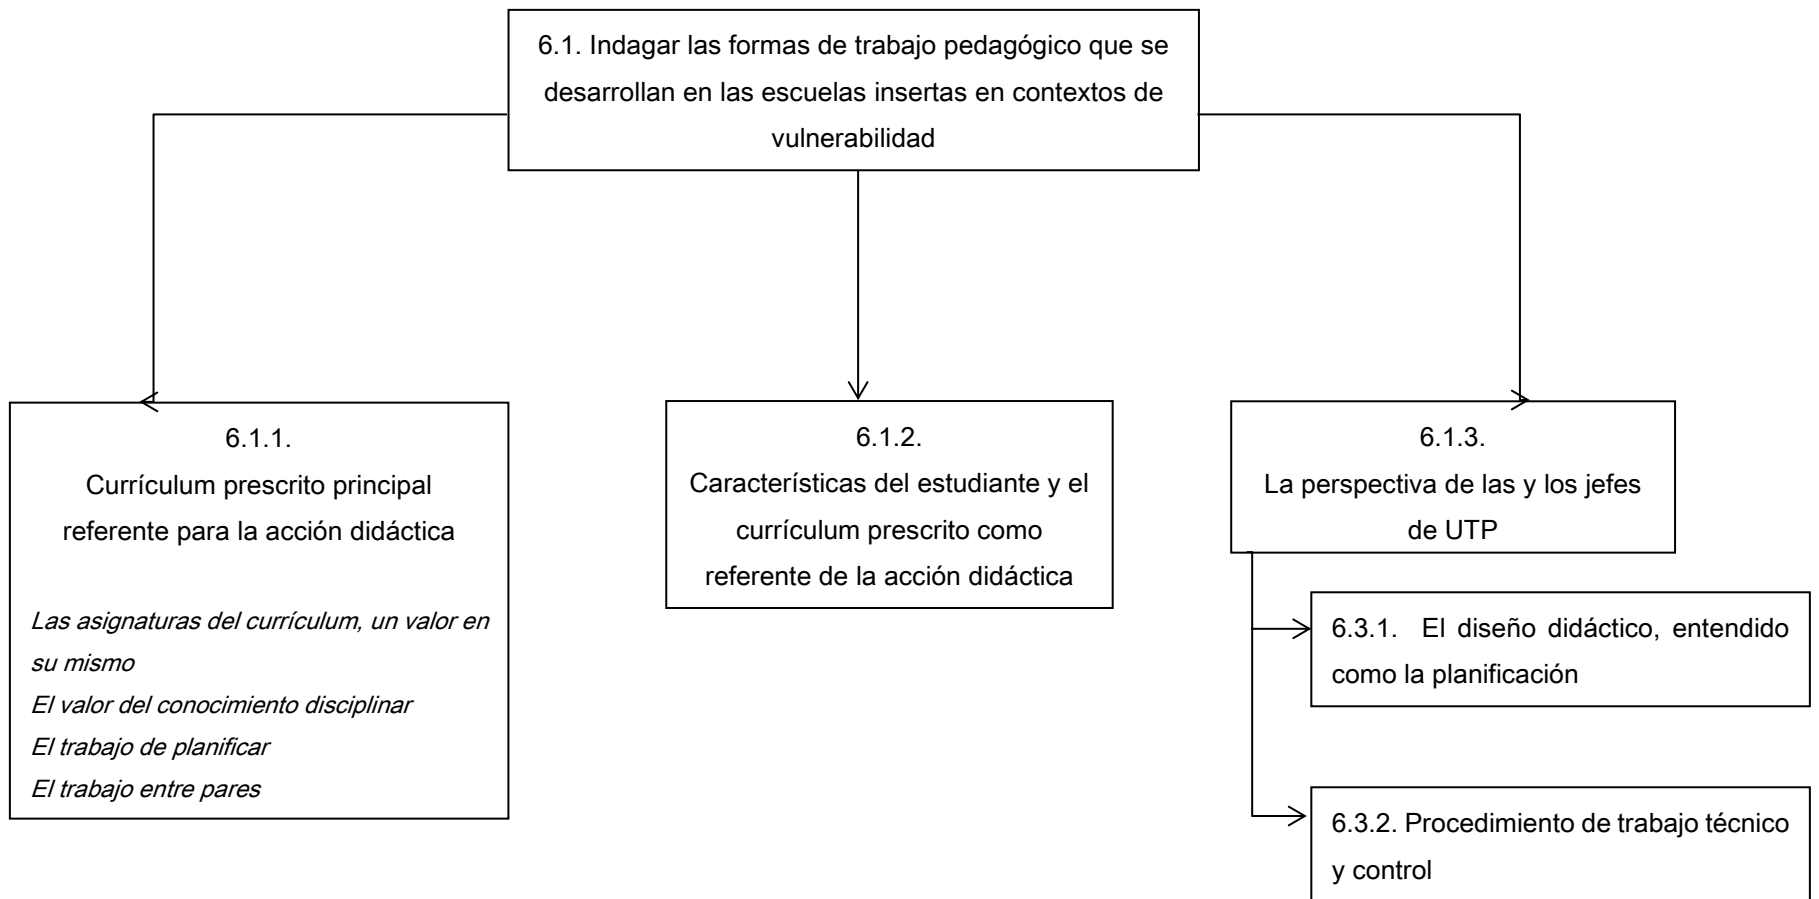 6.1. Indagar las formas de trabajo pedagógico que se
desarrollan en las escuelas insertas en contextos de
vulnerabilidad
6.1.1.
Currículum prescrito principal
referente para la acción didáctica
Las asignaturas del currículum, un valor en
su mismo
El valor del conocimiento disciplinar
El trabajo de planificar
El trabajo entre pares
6.1.2.
Características del estudiante y el
currículum prescrito como
referente de la acción didáctica
6.1.3.
La perspectiva de las y los jefes
de UTP
6.3.1. El diseño didáctico, entendido
como la planificación
6.3.2. Procedimiento de trabajo técnico
y control